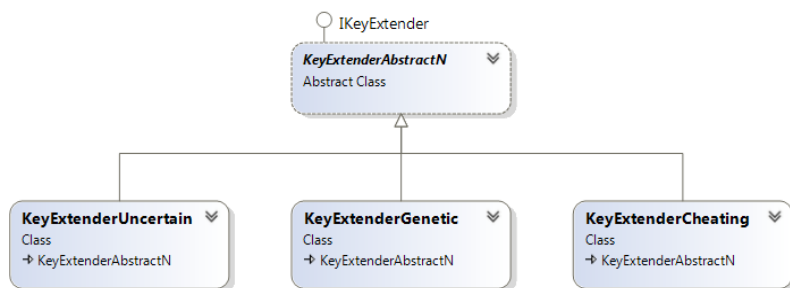 IKeyExtender
KeyExtenderAbstractN
Abstract Class
KeyExtenderUncertain
Class
KeyExtenderAbstractN
KeyExtenderGenetic
Class
KeyExtenderAbstractN
KeyExtenderCheating
Class
KeyExtenderAbstractN